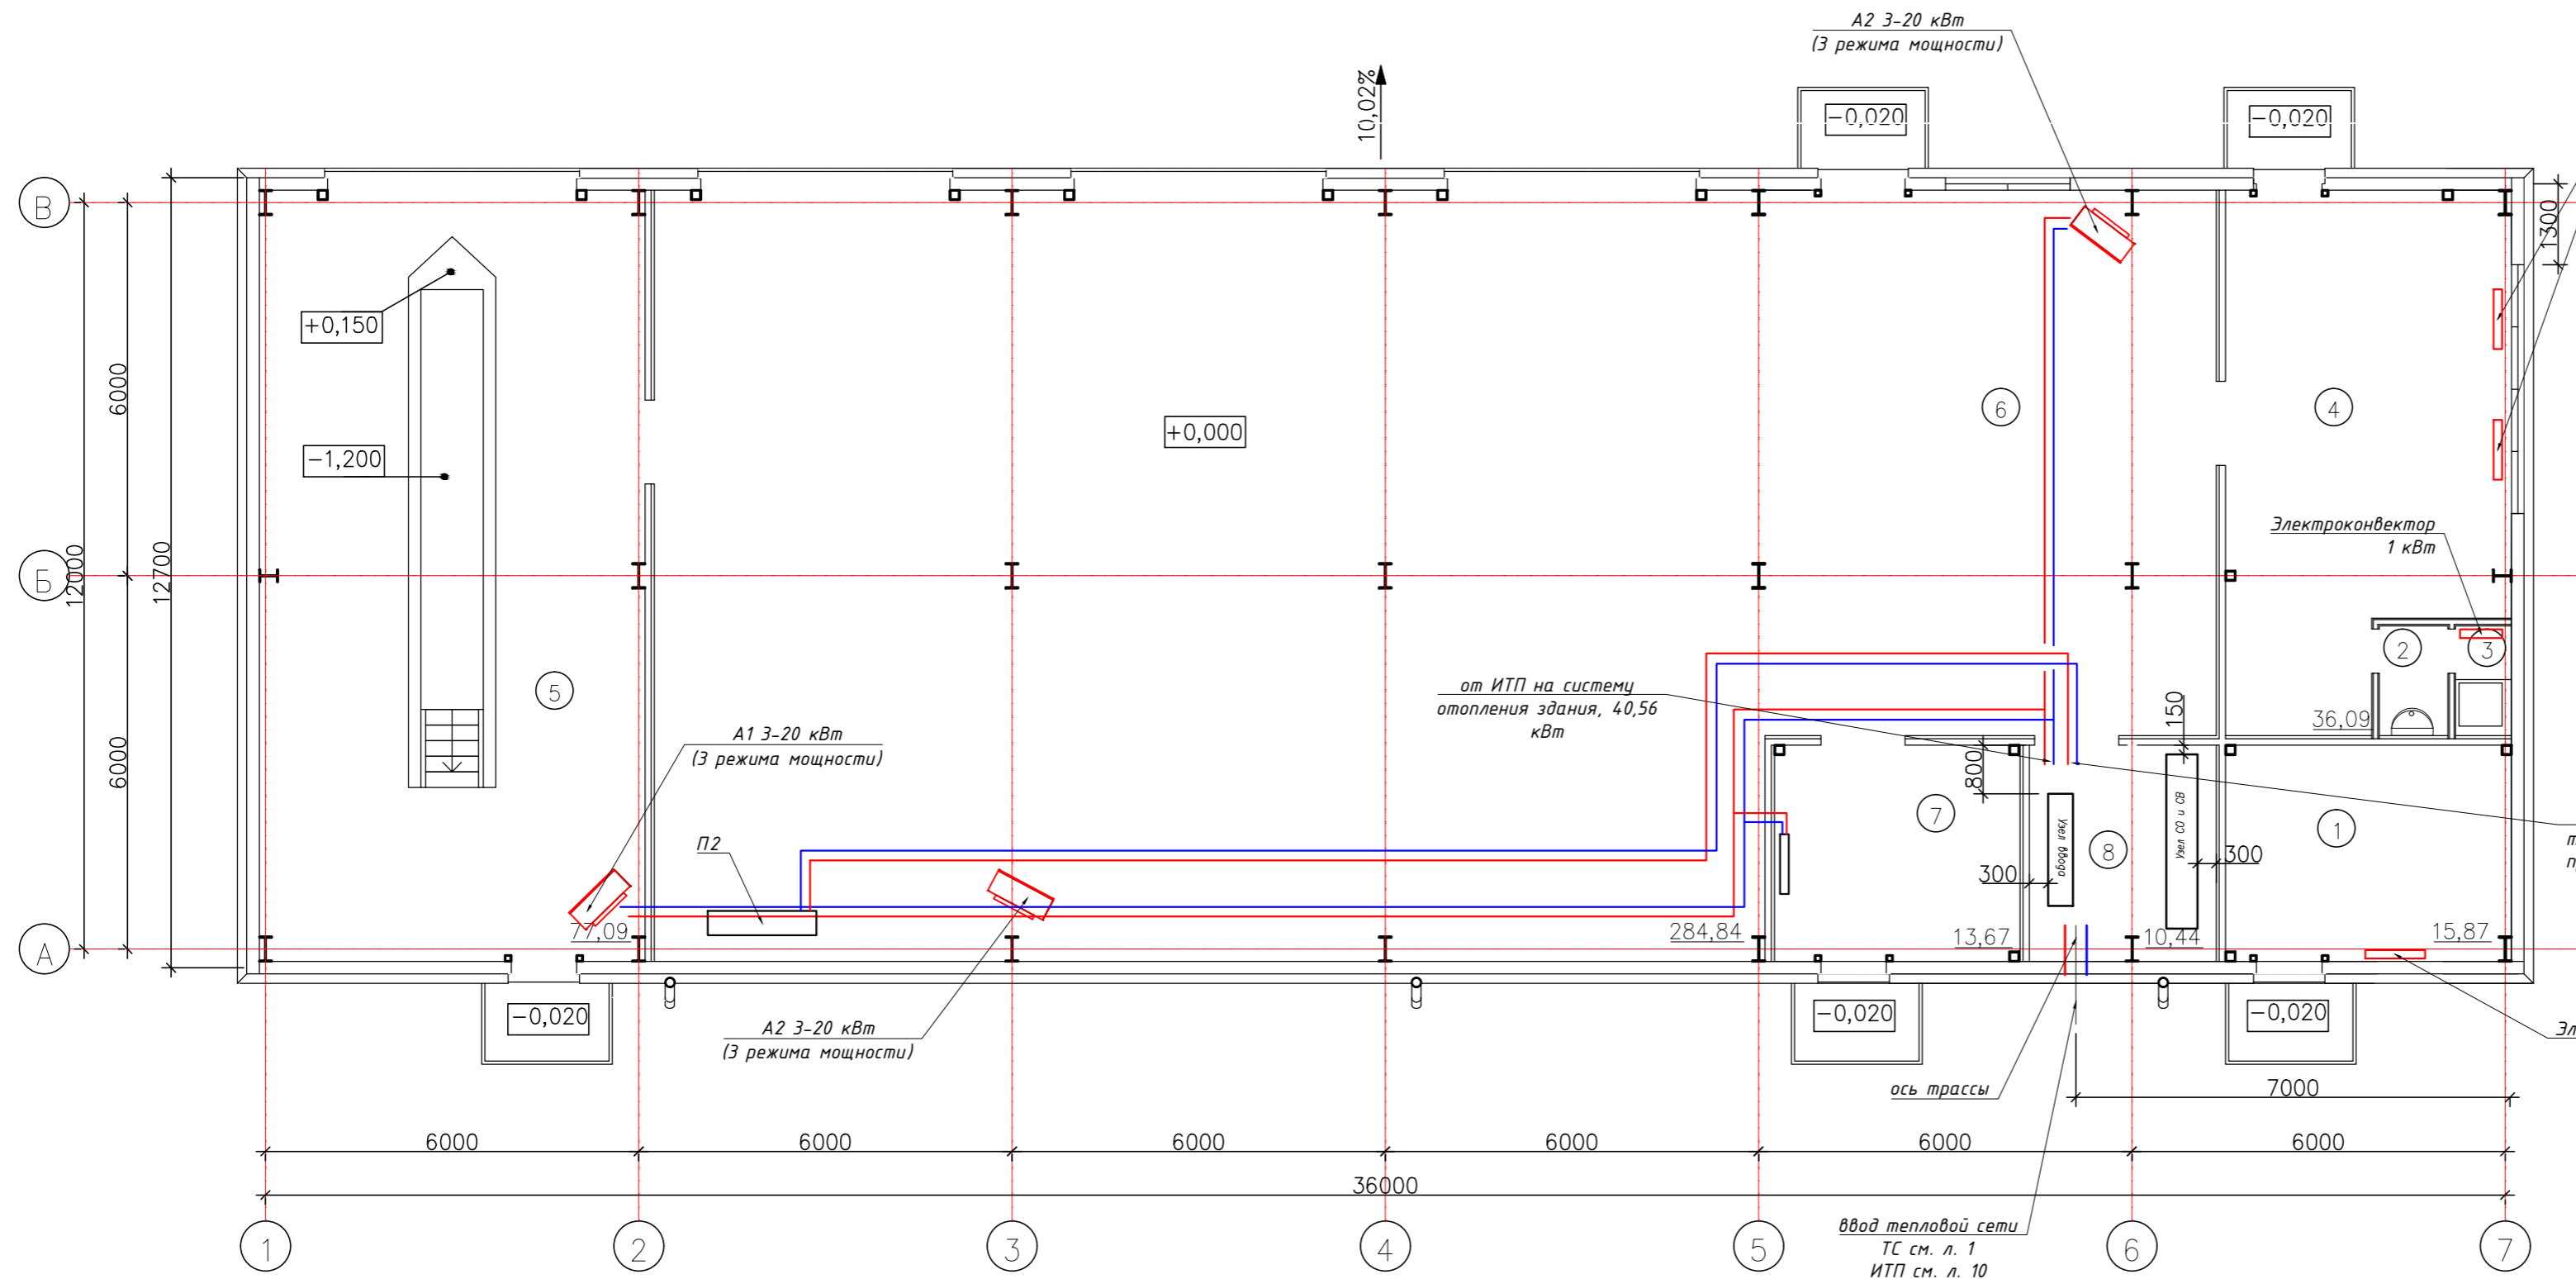 А2 3-20 кВт
(3 режима мощности)
10,02%
-0,020
-0,020
В
1300
+0,150
6000
-1,200
+0,000
6
4
Электроконвектор
1 кВт
Б
12000
12700
2
3
5
от ИТП на систему
отопления здания, 40,56
кВт
36,09
150
А1 3-20 кВт
(3 режима мощности)
6000
800
7
Узел ввода
8
Узел СО и СВ
1
П2
300
300
77,09
284,84
13,67
10,44
15,87
А
-0,020
-0,020
-0,020
А2 3-20 кВт
(3 режима мощности)
Эл
ось трассы
7000
6000
6000
6000
6000
6000
6000
36000
ввод тепловой сети
ТС см. л. 1
ИТП см. л. 10
1
2
3
4
5
6
7